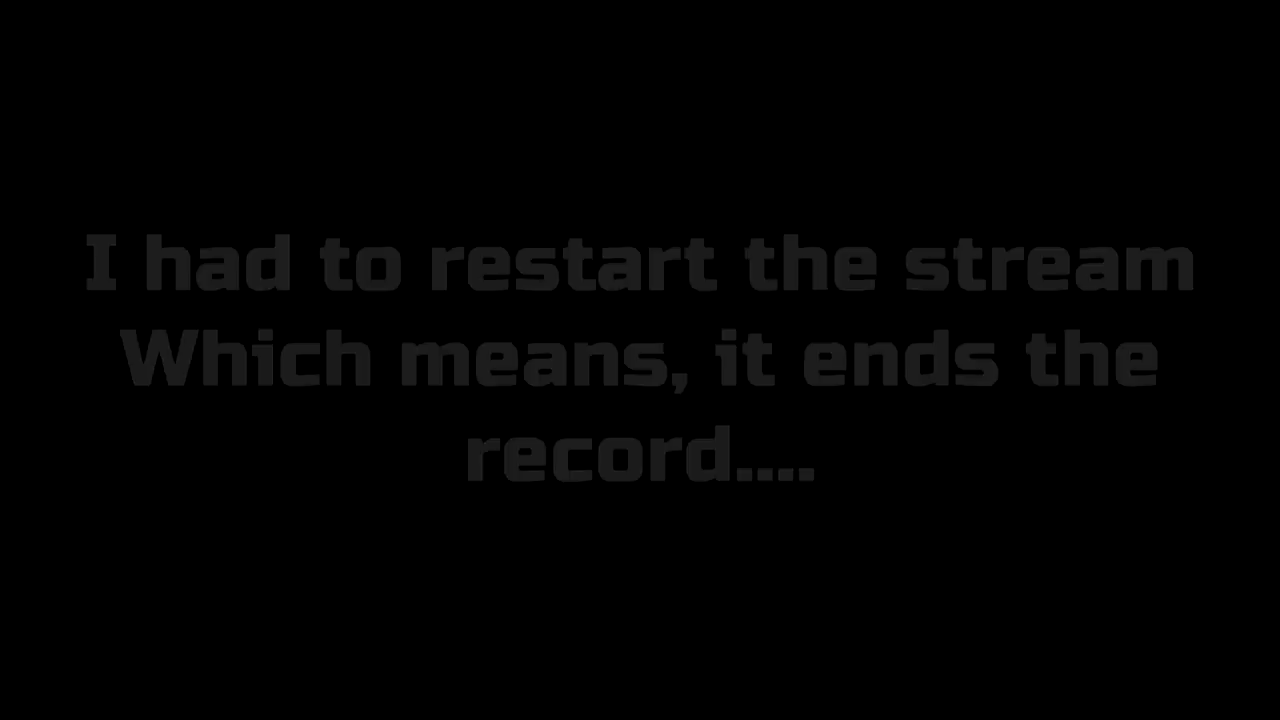 I had to restart the stream
Which means, it ends the
record....